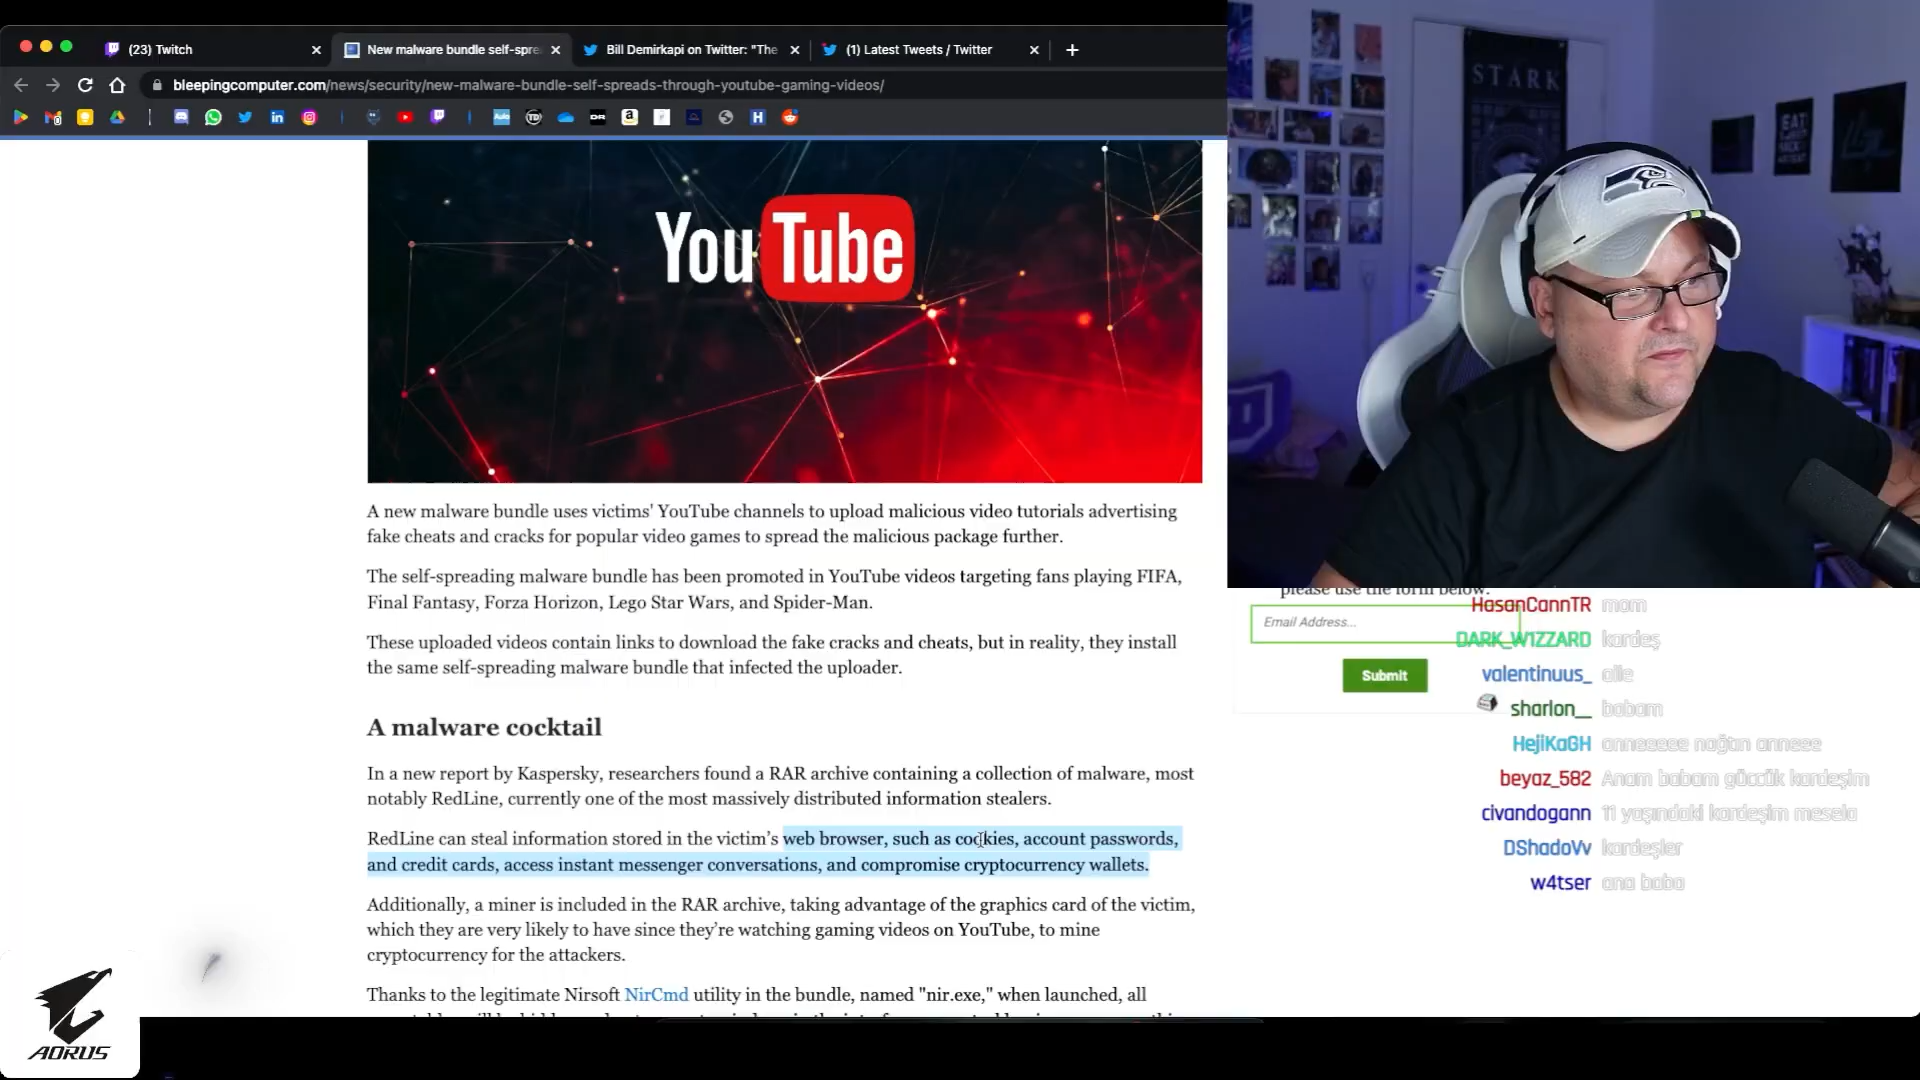 (23) Twitch
New malware bundle self-spre
Bill Demirkapi on Twitter: "The
(1) Latest Tweets / Twitter
bleepingcomputer.com/news/security/new-malware-bundle-self-spreads-through-youtube-gaming-videos/
STARK
YouTube
A new malware bundle uses victims' YouTube channels to upload malicious video tutorials advertising
fake cheats and cracks for popular video games to spread the malicious package further.
The self-spreading malware bundle has been promoted in YouTube videos targeting fans playing FIFA,
Final Fantasy, Forza Horizon, Lego Star Wars, and Spider-Man.
These uploaded videos contain links to download the fake cracks and cheats, but in reality, they install
the same self-spreading malware bundle that infected the uploader.
A malware cocktail
In a new report by Kaspersky, researchers found a RAR archive containing a collection of malware, most
notably RedLine, currently one of the most massively distributed information stealers.
RedLine can steal information stored in the victim's web browser, such as cookies, account passwords,
and credit cards, access instant messenger conversations, and compromise cryptocurrency wallets.
Additionally, a miner is included in the RAR archive, taking advantage of the graphics card of the victim,
which they are very likely to have since they're watching gaming videos on YouTube, to mine
cryptocurrency for the attackers.
Thanks to the legitimate Nirsoft NirCmd utility in the bundle, named "nir.exe," when launched, all
please use the form below.
Email Address...
Submit
HasanCannTR mom
DARK_W1ZZARD kardeş
valentinuus_ aile
sharlon__ babam
HejiKaGH anneeeee nağtın anneee
beyaz_582 Anam babam güccük kardeşim
civandogann 11 yaşındaki kardeşim mesela
DShadoVv kardeşler
w4tser ana baba
AORUS